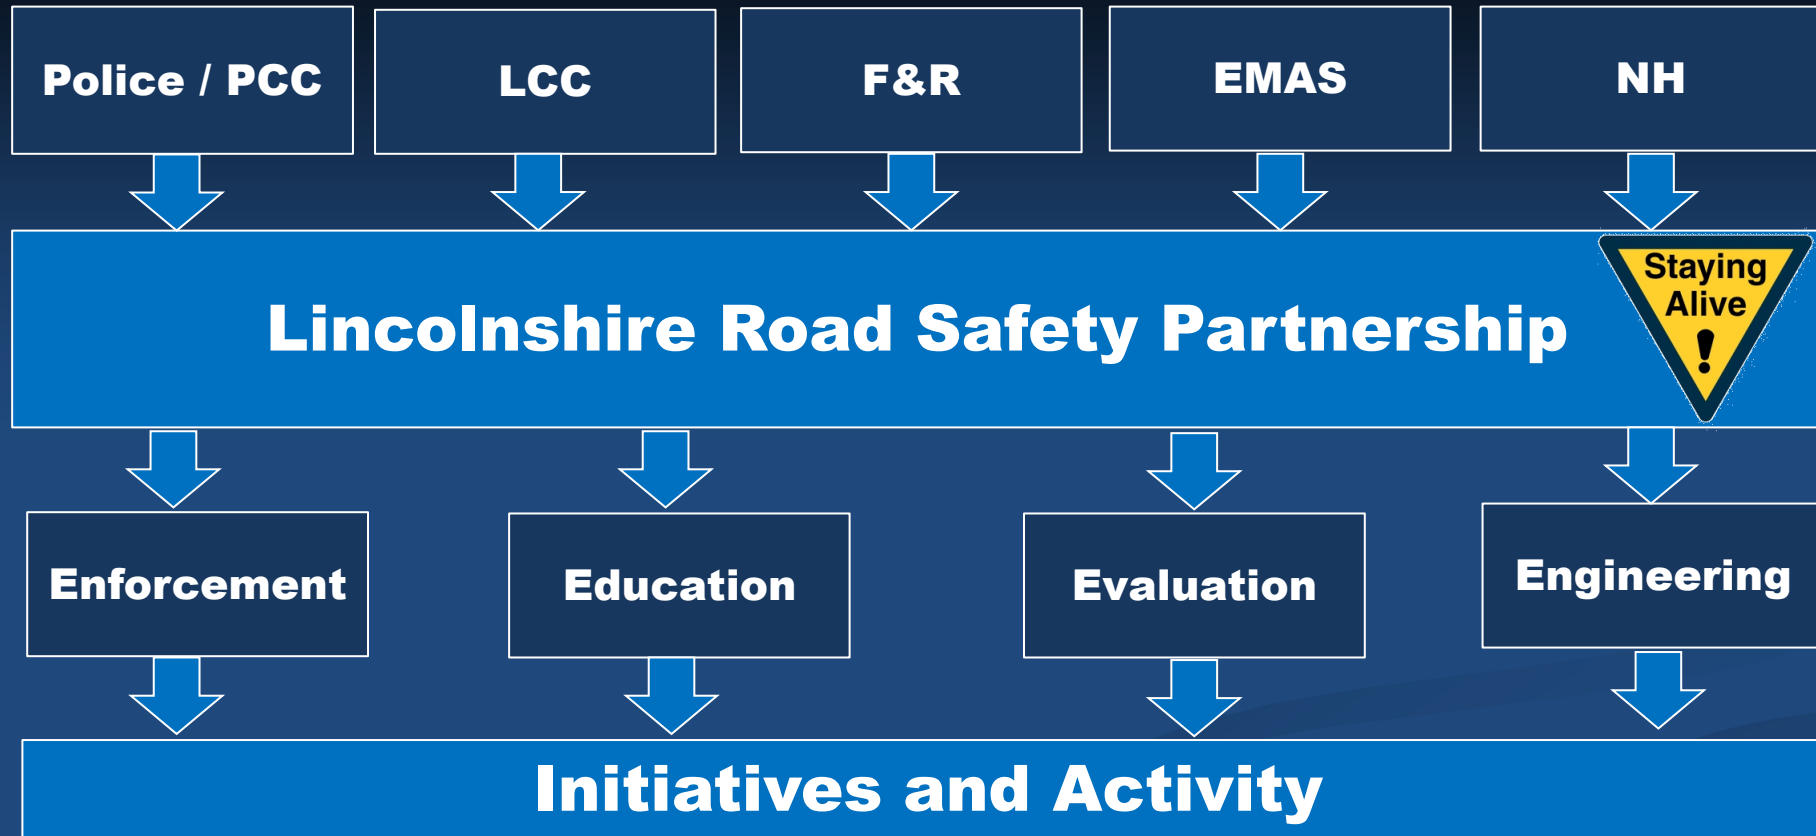 Police / PCC
LCC
F&R
EMAS
NH
Lincolnshire Road Safety Partnership
Staying
Alive
!
Enforcement
Education
Evaluation
Engineering
Initiatives and Activity